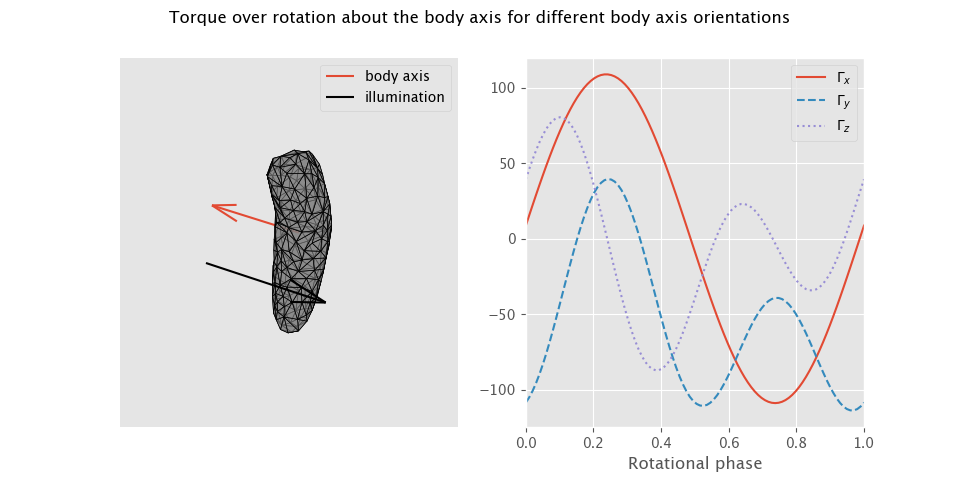 Torque over rotation about the body axis for different body axis orientations
body axis
illumination
Γx
Γy
Γz
100
50
0
−50
−100
0.0 0.2 0.4 0.6 0.8 1.0
Rotational phase